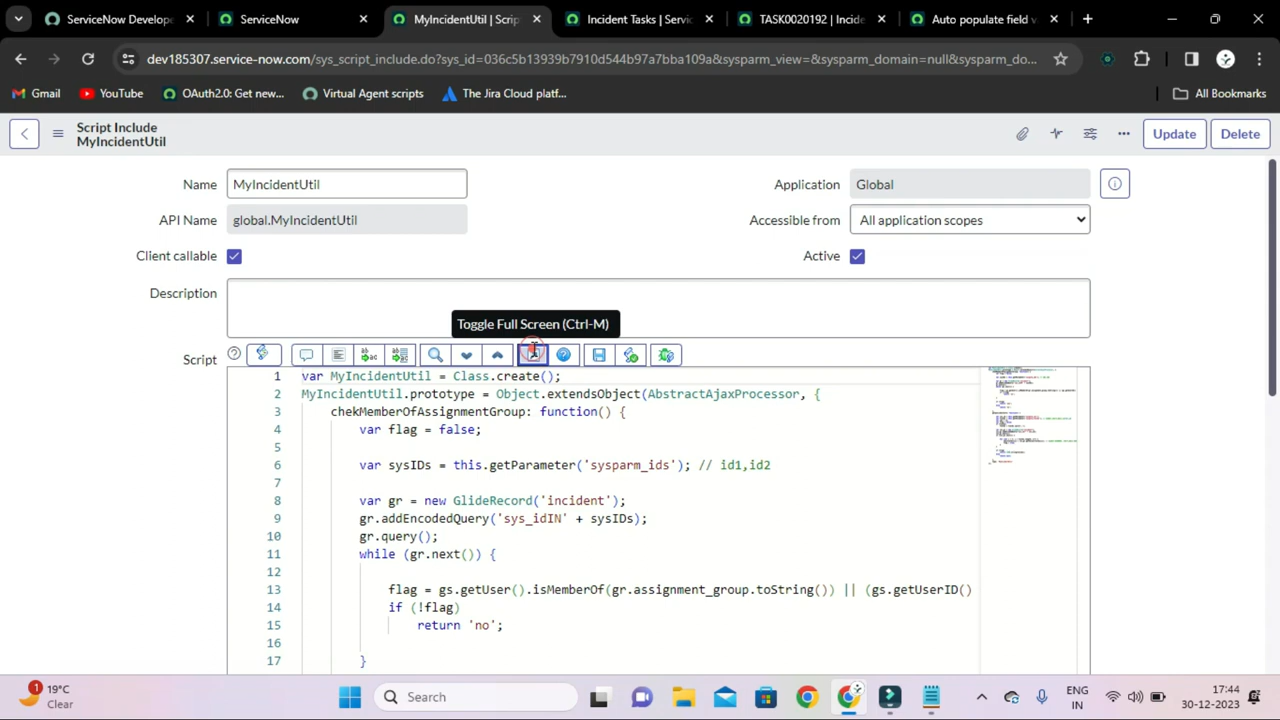 ServiceNow Develope
ServiceNow
MyIncidentUtil | Scrip
Incident Tasks | Servic
TASK0020192 | Incide
Auto populate field v
dev185307.service-now.com/sys_script_include.do?sys_id=036c5b13939b7910d544b97a7bba109a&sysparm_view=&sysparm_domain=null&sysparm_do...
Gmail
YouTube
OAuth2.0: Get new...
Virtual Agent scripts
The Jira Cloud platf...
All Bookmarks
Script Include
MyIncidentUtil
Update
Delete
Name
MyIncidentUtil
Application
Global
API Name
global.MyIncidentUtil
Accessible from
All application scopes
Client callable
Active
Description
Toggle Full Screen (Ctrl-M)
Script
1 var MyIncidentUtil = Class.create();
2 MyIncidentUtil.prototype = Object.extendsObject(AbstractAjaxProcessor, {
3 chekMemberOfAssignmentGroup: function() {
4 var flag = false;
5
6 var sysIDs = this.getParameter('sysparm_ids'); // id1,id2
7
8 var gr = new GlideRecord('incident');
9 gr.addEncodedQuery('sys_idIN' + sysIDs);
10 gr.query();
11 while (gr.next()) {
12
13 flag = gs.getUser().isMemberOf(gr.assignment_group.toString()) || (gs.getUserID()
14 if (!flag)
15 return 'no';
16
17 }
1
19°C
Clear
Search
ENG
IN
17:44
30-12-2023